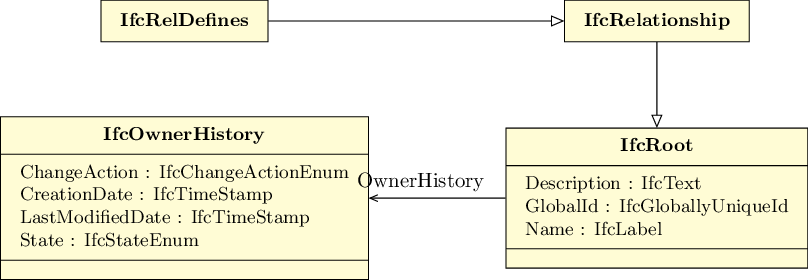 IfcRelDefines
IfcRelationship
IfcOwnerHistory
ChangeAction : IfcChangeActionEnum
CreationDate : IfcTimeStamp
LastModifiedDate : IfcTimeStamp
State : IfcStateEnum
OwnerHistory
IfcRoot
Description : IfcText
GlobalId : IfcGloballyUniqueId
Name : IfcLabel